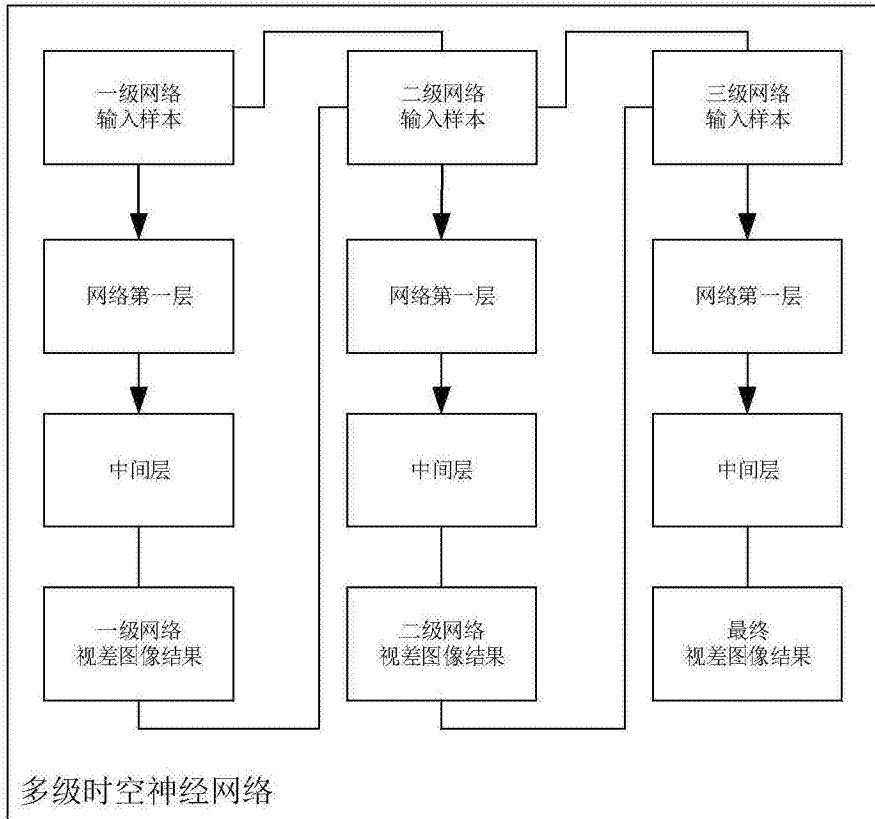 一级网络
输入样本
二级网络
输入样本
三级网络
输入样本
网络第一层
网络第一层
网络第一层
中间层
中间层
中间层
一级网络
视差图像结果
二级网络
视差图像结果
最终
视差图像结果
多级时空神经网络